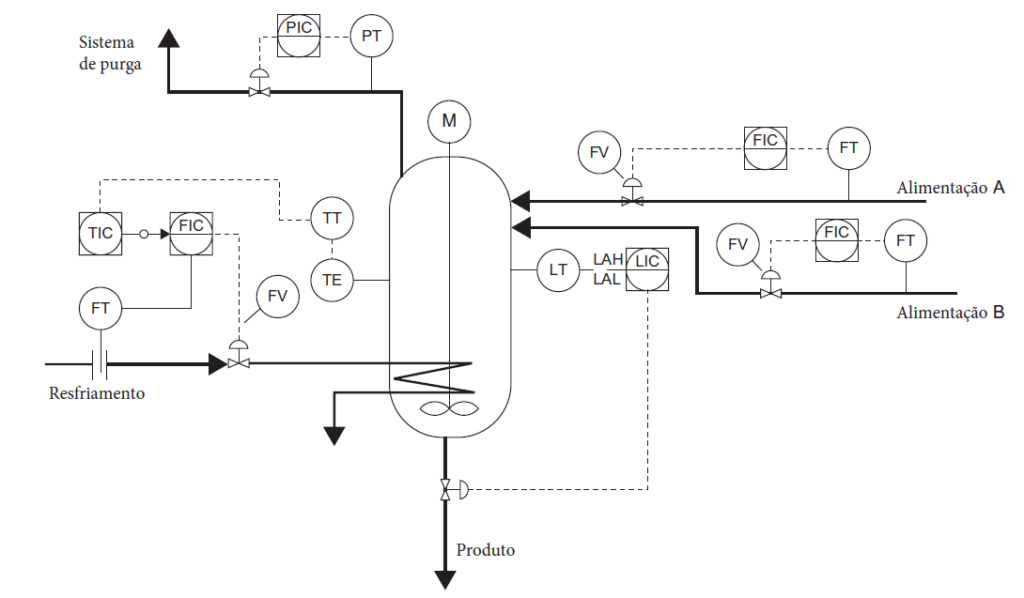 Sistema
de purga
PIC
PT
M
FV
FIC
FT
Alimentação A
TIC
FIC
TT
FV
FIC
FT
LT
LAH
LAL
LIC
TE
FT
FV
Alimentação B
Resfriamento
Produto